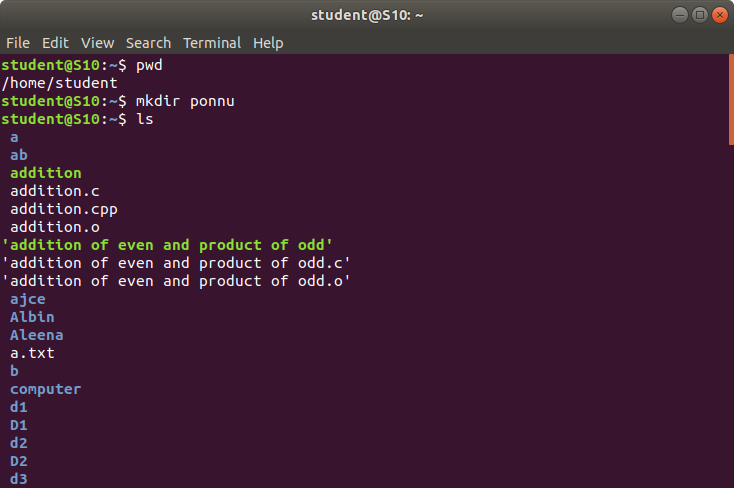 student@S10: ~
File Edit View Search Terminal Help
student@S10:~$ pwd
/home/student
student@S10:~$ mkdir ponnu
student@S10:~$ ls
a
ab
addition
addition.c
addition.cpp
addition.o
'addition of even and product of odd'
'addition of even and product of odd.c'
'addition of even and product of odd.o'
ajce
Albin
Aleena
a.txt
b
computer
d1
D1
d2
D2
d3